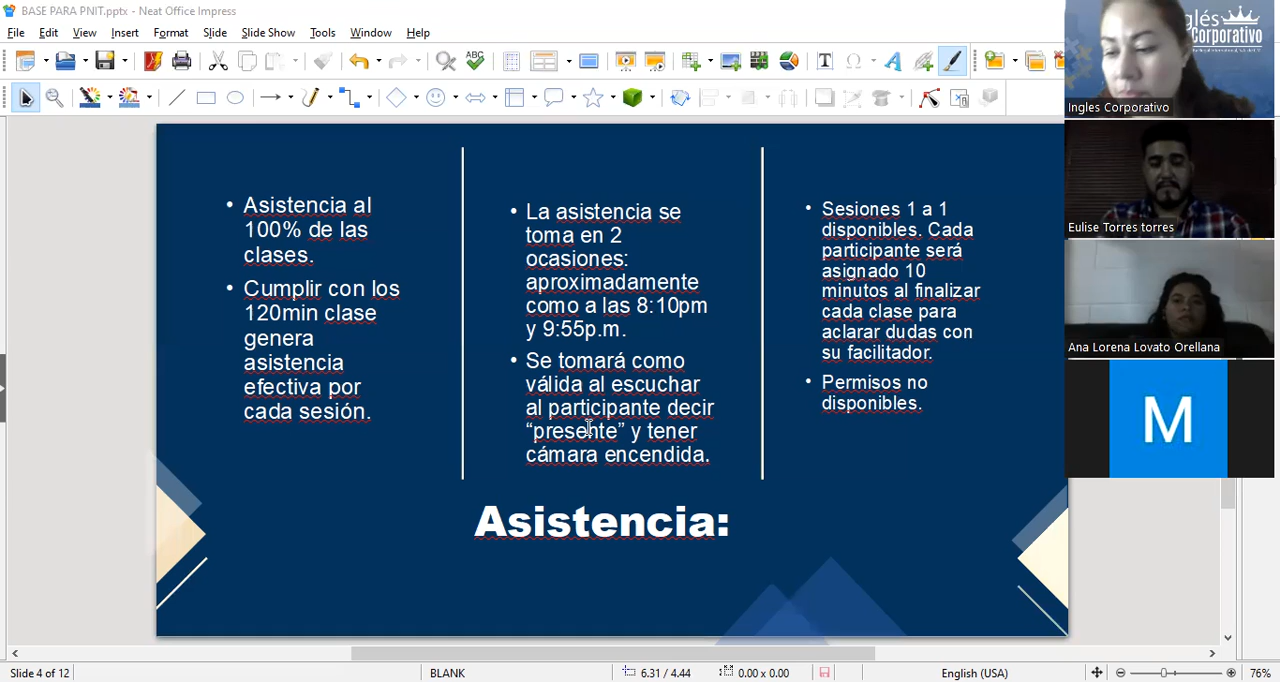 BASE PARA PNIT.pptx - Neat Office Impress
File Edit View Insert Format Slide Slide Show Tools Window Help
• Asistencia al
100% de las
clases.
• Cumplir con los
120min clase
genera
asistencia
efectiva por
cada sesión.
• La asistencia se
toma en 2
ocasiones:
aproximadamente
como a las 8:10pm
y 9:55p.m.
• Se tomará como
válida al escuchar
al participante decir
“presente” y tener
cámara encendida.
• Sesiones 1 a 1
disponibles. Cada
participante será
asignado 10
minutos al finalizar
cada clase para
aclarar dudas con
su facilitador.
• Permisos no
disponibles.
Asistencia:
glés
Corporativo
Ingles Corporativo
Eulise Torres torres
Ana Lorena Lovato Orellana
M
Slide 4 of 12 BLANK 6.31 / 4.44 0.00 x 0.00 English (USA) 76%